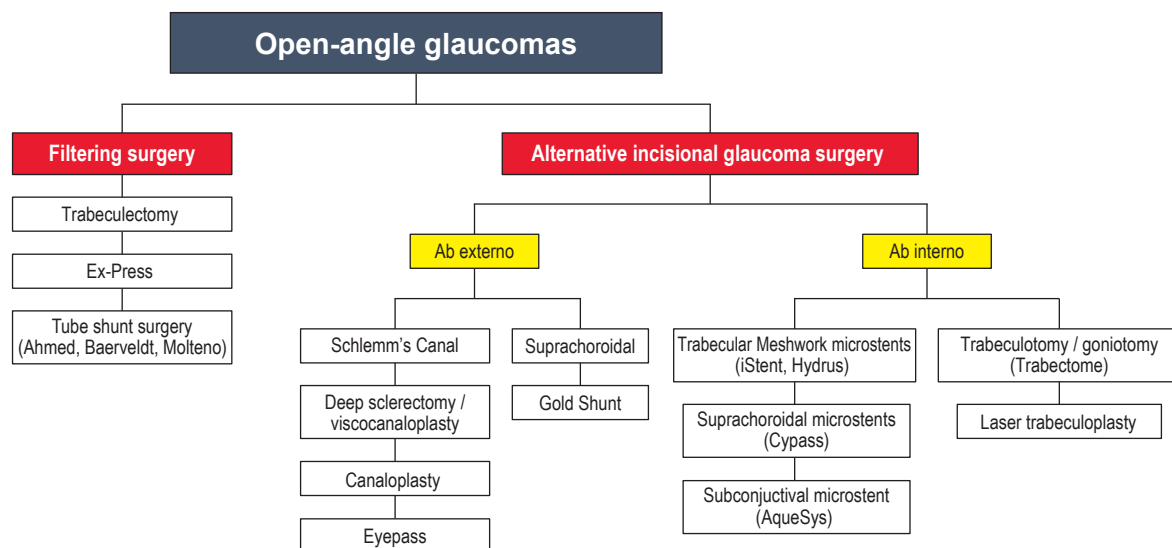 Open-angle glaucomas
Filtering surgery
Trabeculectomy
Ex-Press
Tube shunt surgery
(Ahmed, Baerveldt, Molteno)
Alternative incisional glaucoma surgery
Ab externo
Schlemm's Canal
Deep sclerectomy /
viscocanaloplasty
Canaloplasty
Eyepass
Suprachoroidal
Gold Shunt
Ab interno
Trabecular Meshwork microstents
(iStent, Hydrus)
Suprachoroidal microstents
(Cypass)
Subconjuctival microstent
(AqueSys)
Trabeculotomy / goniotomy
(Trabectome)
Laser trabeculoplasty